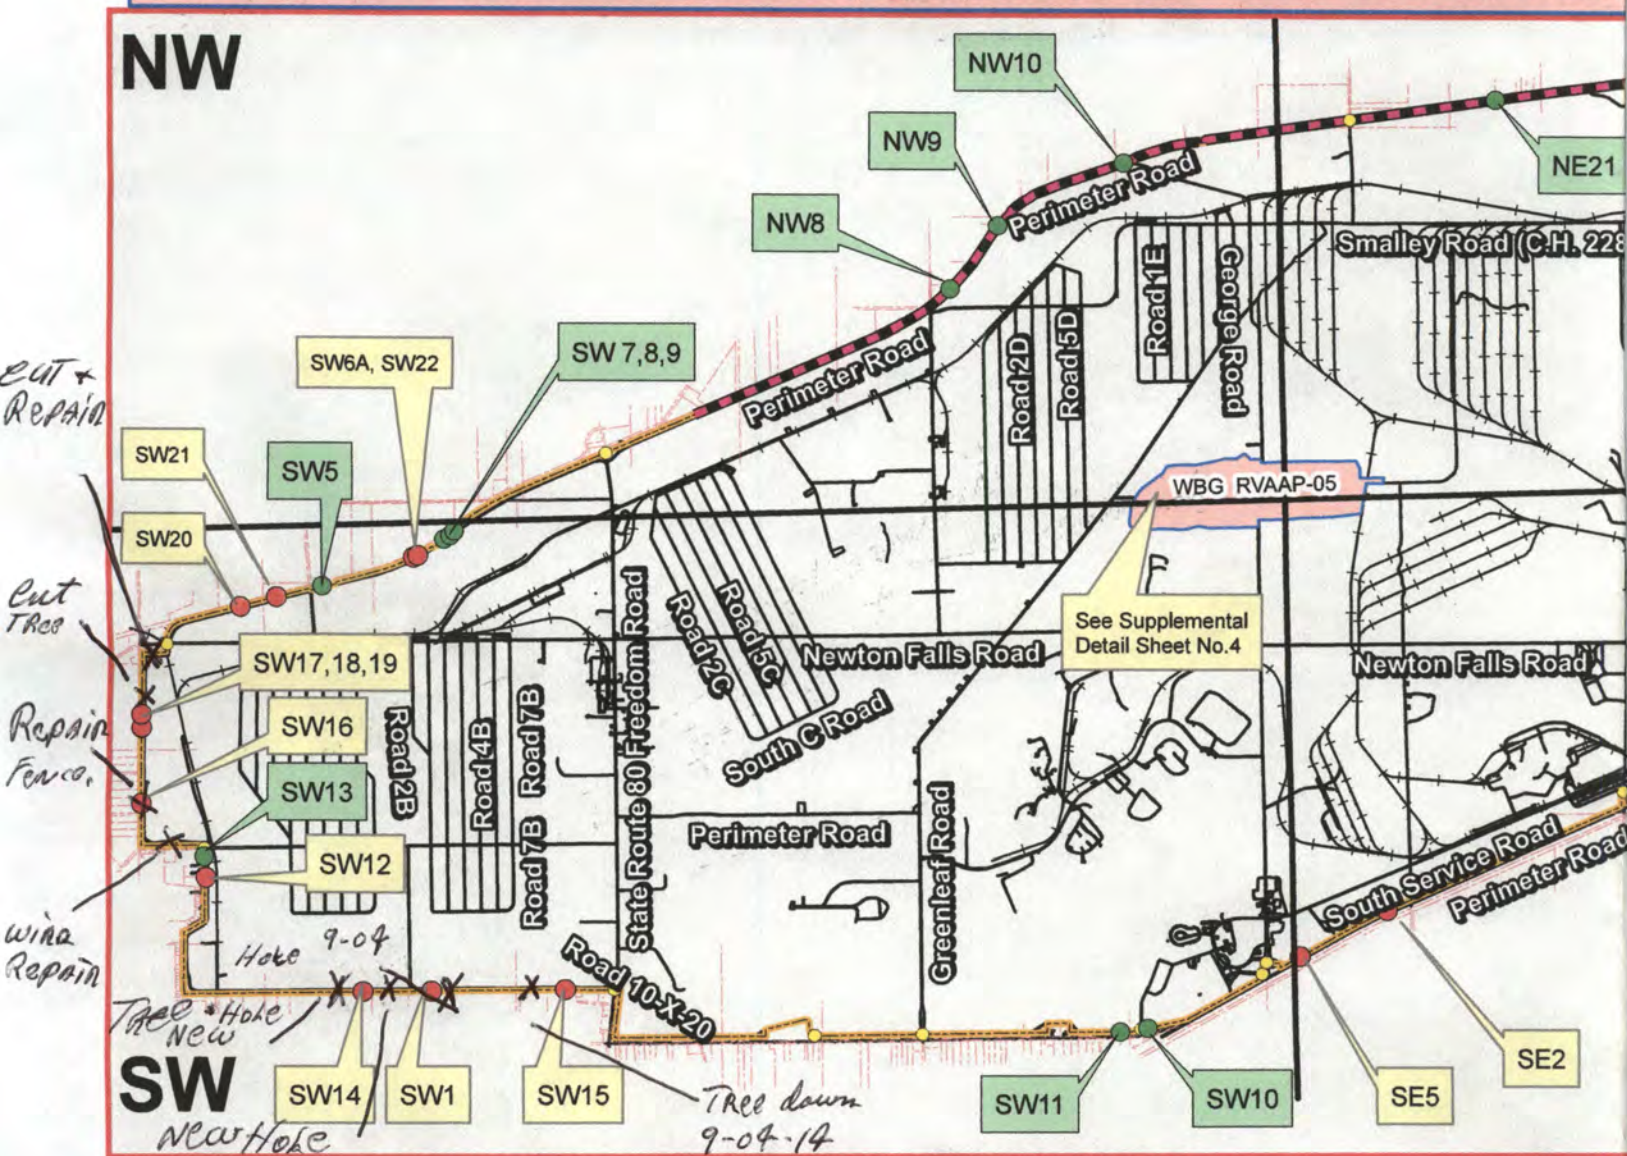 NW
NW10
NW9
NE21
NW8
Perimeter Road
Smalley Road (C.H. 228
Road 1E
George Road
Road 2D
Road 5D
Perimeter Road
SW 7,8,9
SW6A, SW22
CUT +
REPAIR
SW21
SW5
SW20
WBG RVAAP-05
See Supplemental
Detail Sheet No.4
Cut
TRee
SW17,18,19
SW16
Repair
Fence.
SW13
SW12
Road 2B
Road 4B
Road 7B
Road 7B
State Route 80 Freedom Road
Road 2C
Road 5C
Newton Falls Road
Newton Falls Road
South C Road
Perimeter Road
Greenleaf Road
South Service Road
Perimeter Road
Road 10-X-20
Repair
Hole
9-04
TRee + Hole
New
SW
SW14
SW1
SW15
Tree down
9-04-14
SW11
SW10
SE5
SE2
Hole